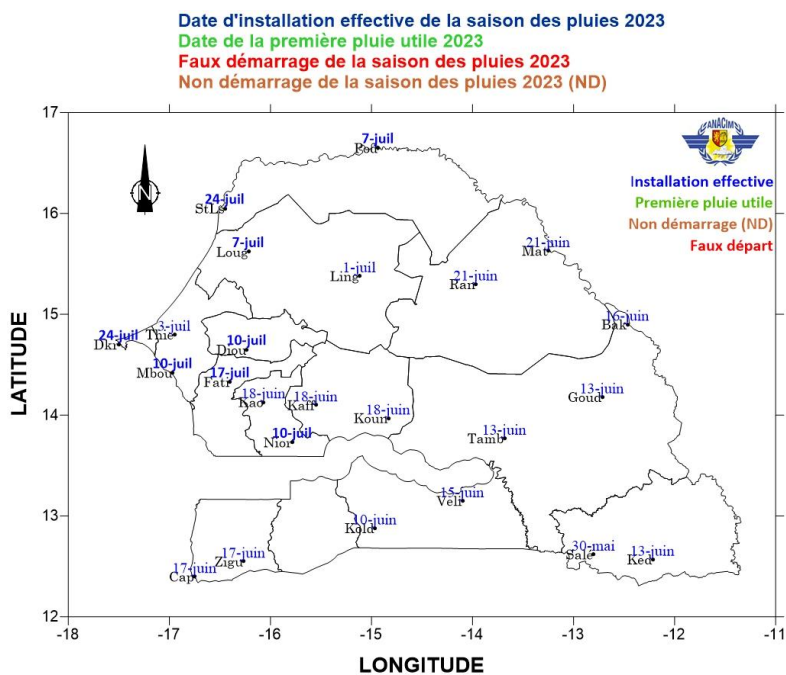 Date d'installation effective de la saison des pluies 2023
Date de la première pluie utile 2023
Faux démarrage de la saison des pluies 2023
Non démarrage de la saison des pluies 2023 (ND)
17
ANACIM
7-juil
Pod
Installation effective
Première pluie utile
Non démarrage (ND)
Faux départ
N
24-juil
StLs
16
7-juil
Loug
21-juin
Mat
1-juil
Ling
21-juin
Ran
15
LATITUDE
3-juil
Thie
24-juil
Dkr
10-juil
Diou
16-juin
Bak
10-juil
Mbou
17-juil
Fati
18-juin
Kao
18-juin
Kaff
18-juin
Koun
13-juin
Goud
14
10-juil
Nior
13-juin
Tamb
15-juin
Veli
13
10-juin
Kold
17-juin
Zigu
17-juin
Cap
30-mai
Sale
13-juin
Ked
12
-18
-17
-16
-15
-14
-13
-12
-11
LONGITUDE